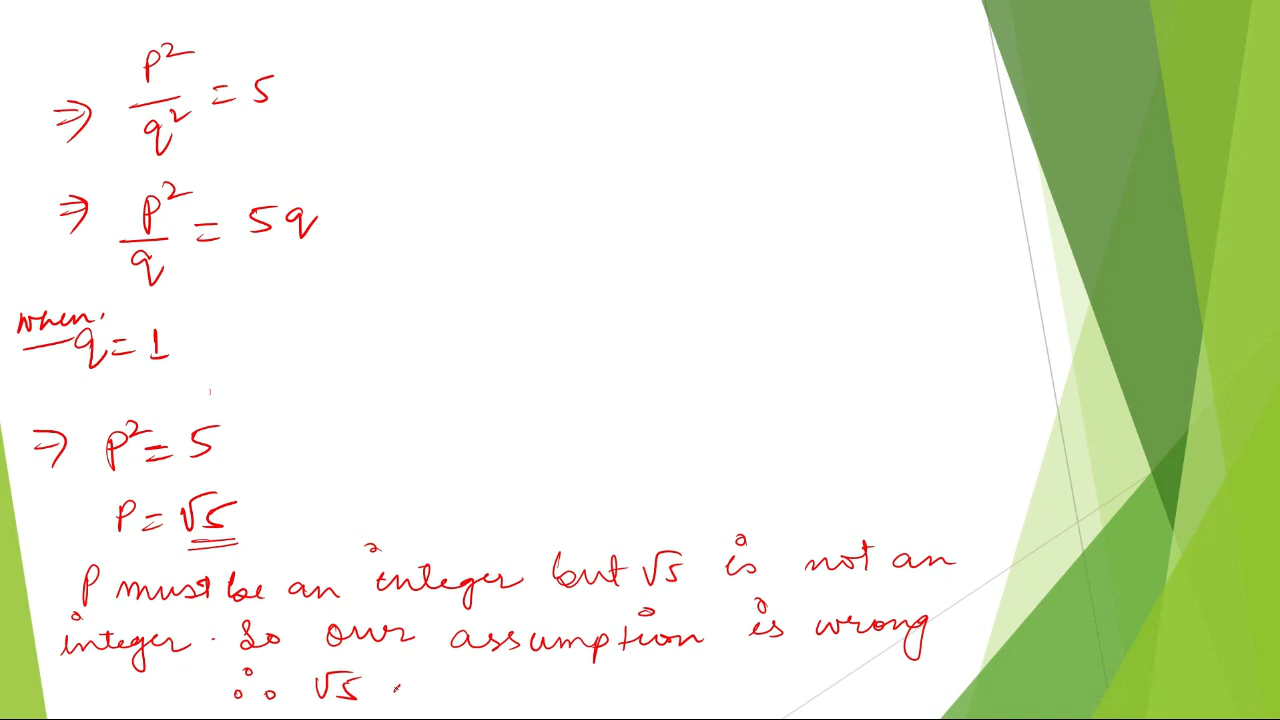 ⇒ p²/q² = 5
⇒ p²/q = 5q
when,
q = 1
⇒ p² = 5
P = √5
P must be an integer but √5 is not an
integer. So our assumption is wrong
∴ √5